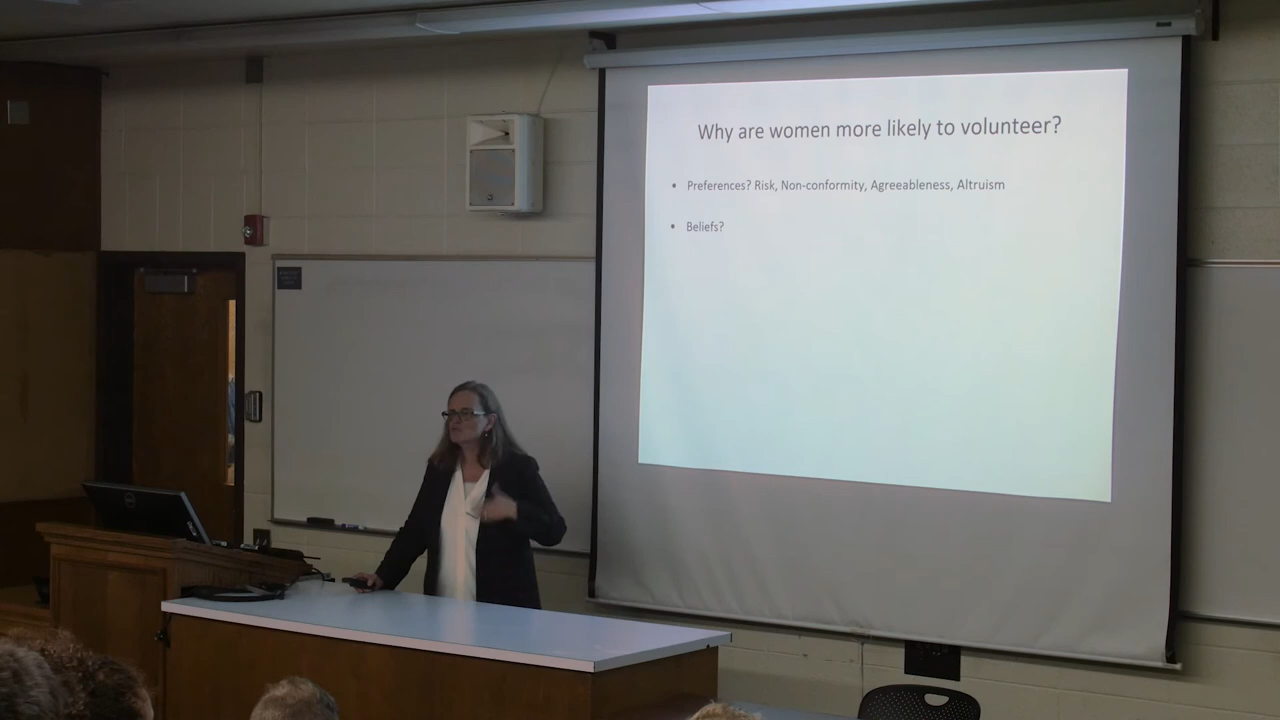 Why are women more likely to volunteer?
• Preferences? Risk, Non-conformity, Agreeableness, Altruism
• Beliefs?